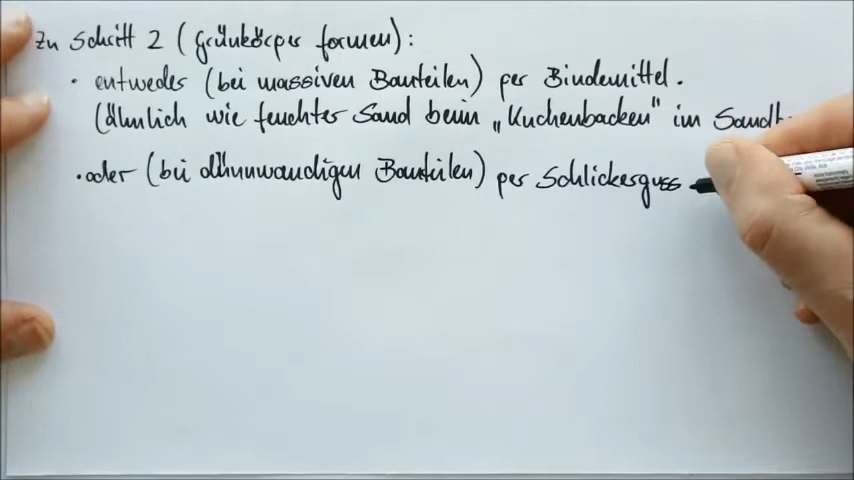 Zu Schritt 2 (Grünkörper formen):
• entweder (bei massiven Bauteilen) per Bindemittel.
(Ähnlich wie feuchter Sand beim „Kuchenbacken" im
• oder (bei dünnwandigen Bauteilen) per Schlickerguss